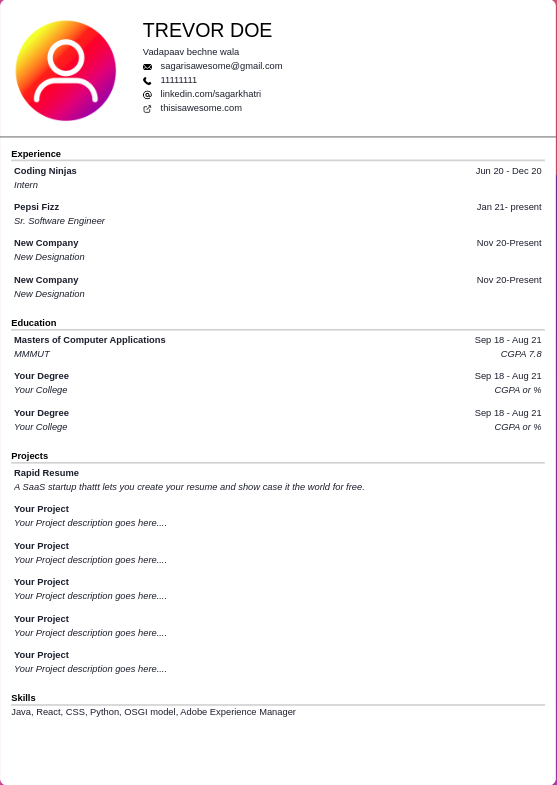 TREVOR DOE
Vadapaav bechne wala
sagarisawesome@gmail.com
11111111
linkedin.com/sagarkhatri
thisisawesome.com
Experience
Coding Ninjas Jun 20 - Dec 20
Intern
Pepsi Fizz Jan 21- present
Sr. Software Engineer
New Company Nov 20-Present
New Designation
New Company Nov 20-Present
New Designation
Education
Masters of Computer Applications Sep 18 - Aug 21
MMMUT CGPA 7.8
Your Degree Sep 18 - Aug 21
Your College CGPA or %
Your Degree Sep 18 - Aug 21
Your College CGPA or %
Projects
Rapid Resume
A SaaS startup thattt lets you create your resume and show case it the world for free.
Your Project
Your Project description goes here....
Your Project
Your Project description goes here....
Your Project
Your Project description goes here....
Your Project
Your Project description goes here....
Your Project
Your Project description goes here....
Skills
Java, React, CSS, Python, OSGI model, Adobe Experience Manager